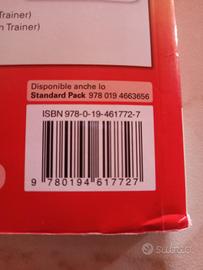 Trainer)
n Trainer)
Disponibile anche lo
Standard Pack 978 019 4663656
ISBN 978-0-19-461772-7
9 780194 617727
Subito